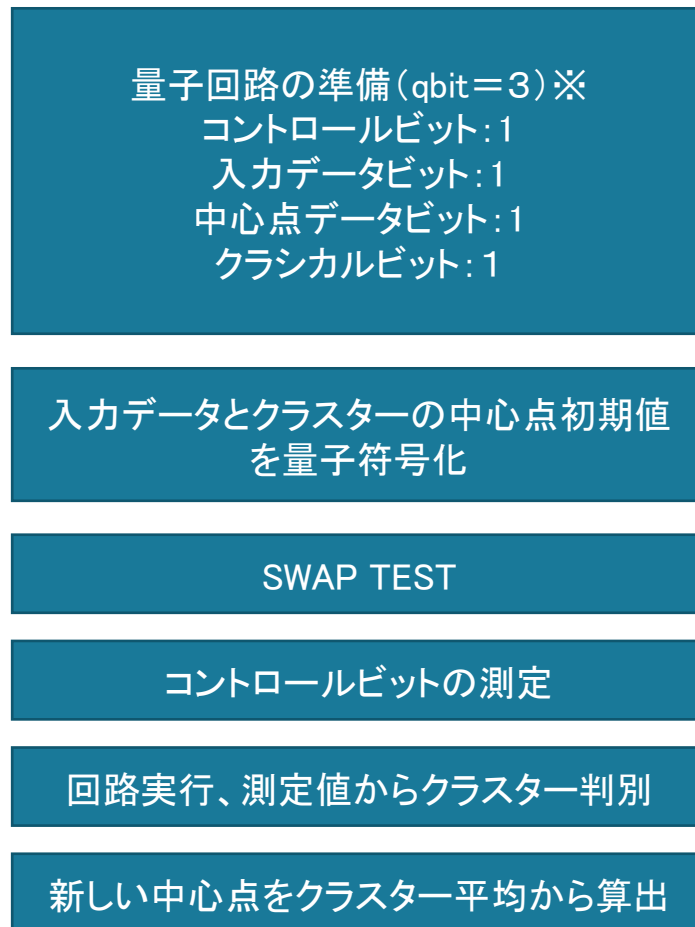 量子回路の準備(qbit=3)※
コントロールビット:1
入力データビット:1
中心点データビット:1
クラシカルビット:1
入力データとクラスターの中心点初期値
を量子符号化
SWAP TEST
コントロールビットの測定
回路実行、測定値からクラスター判別
新しい中心点をクラスター平均から算出